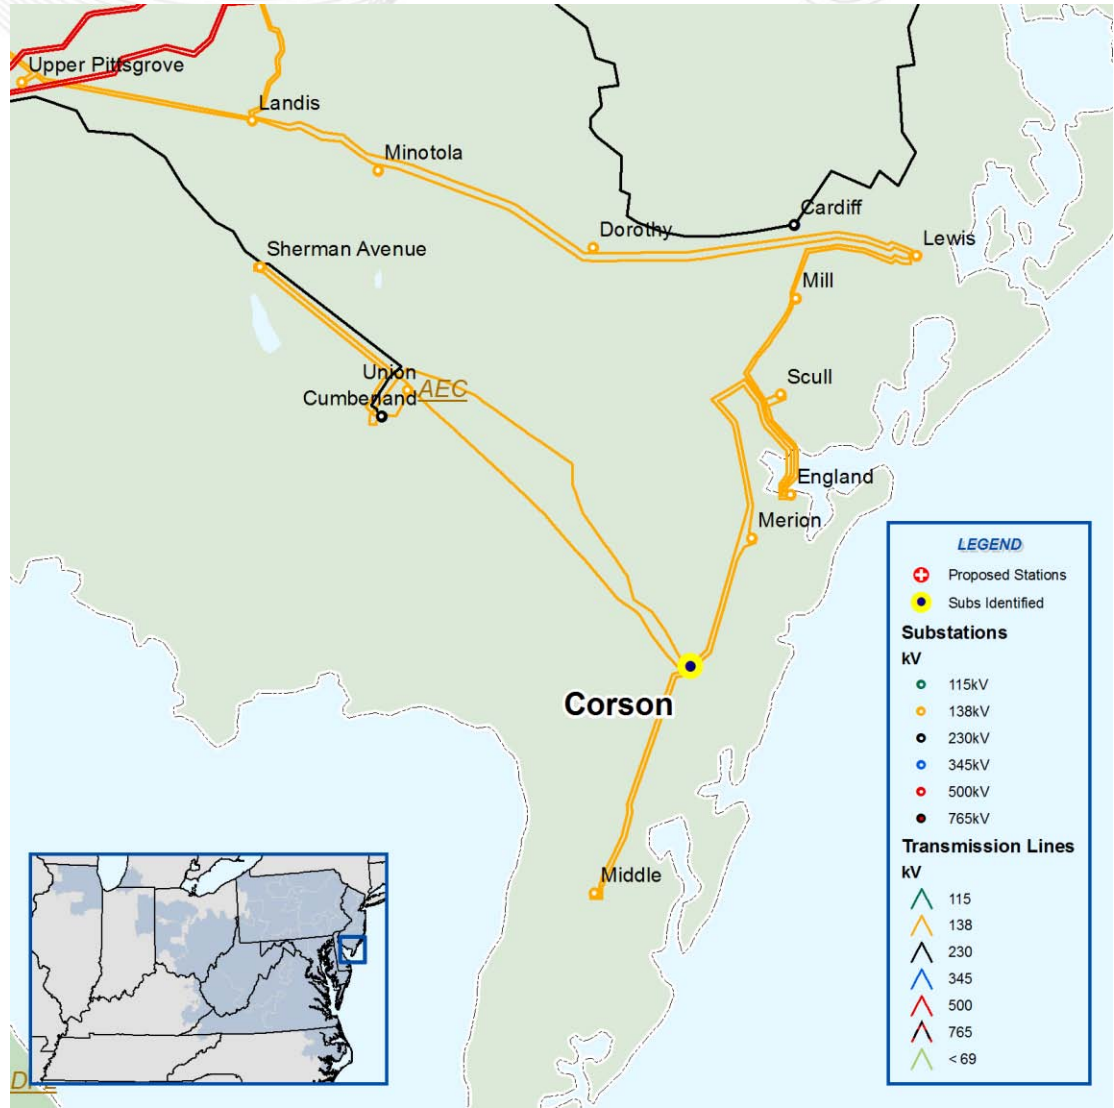 Upper Pittsgrove
Landis
Minotola
Cardiff
Dorothy
Lewis
Sherman Avenue
Mill
Union
AEC
Scull
Cumberland
England
Merion
Corson
Middle
LEGEND
Proposed Stations
Subs Identified
Substations
kV
115kV
138kV
230kV
345kV
500kV
765kV
Transmission Lines
kV
115
138
230
345
500
765
< 69